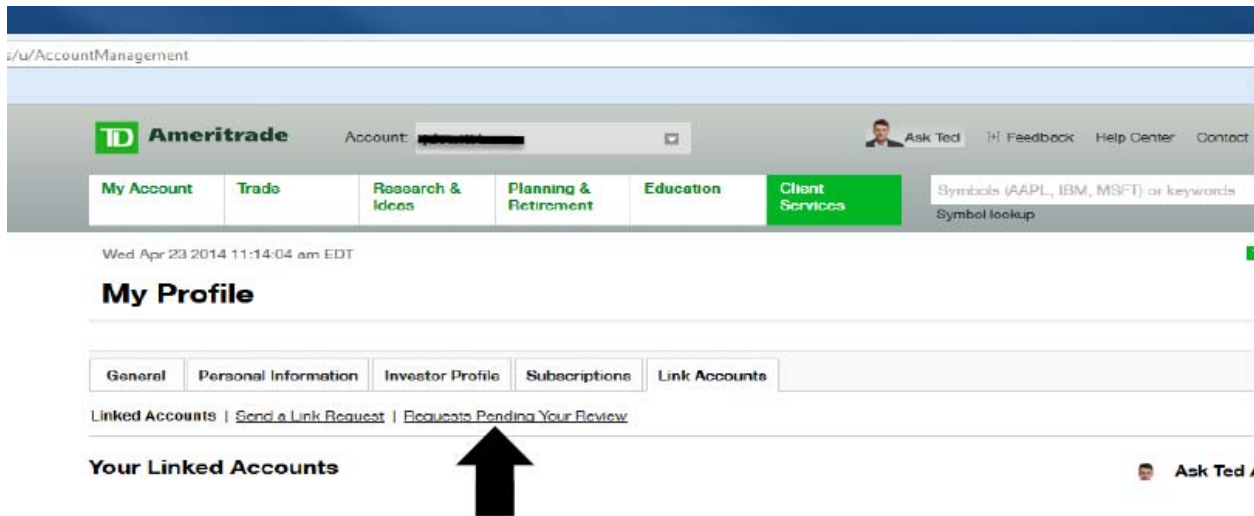 s/u/AccountManagement
TD Ameritrade Account: Ask Ted [+] Feedback Help Center Contact
My Account Trade Research & Ideas Planning & Retirement Education Client Services Symbols (AAPL, IBM, MSFT) or keywords
Symbol lookup
Wed Apr 23 2014 11:14:04 am EDT
My Profile
General Personal Information Investor Profile Subscriptions Link Accounts
Linked Accounts | Send a Link Request | Requests Pending Your Review
Your Linked Accounts Ask Ted